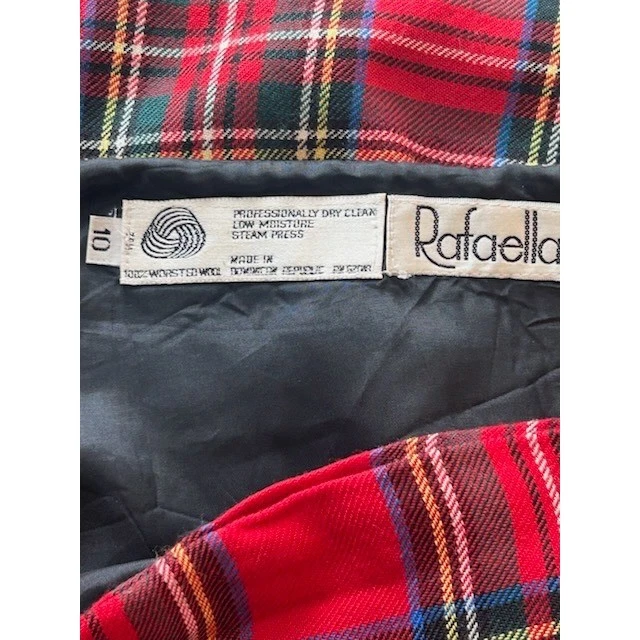 10
PROFESSIONALLY DRY CLEAN
LOW MOISTURE
STEAM PRESS
MADE IN
100% WORSTED WOOL DOMINICAN REPUBLIC
Rafaella